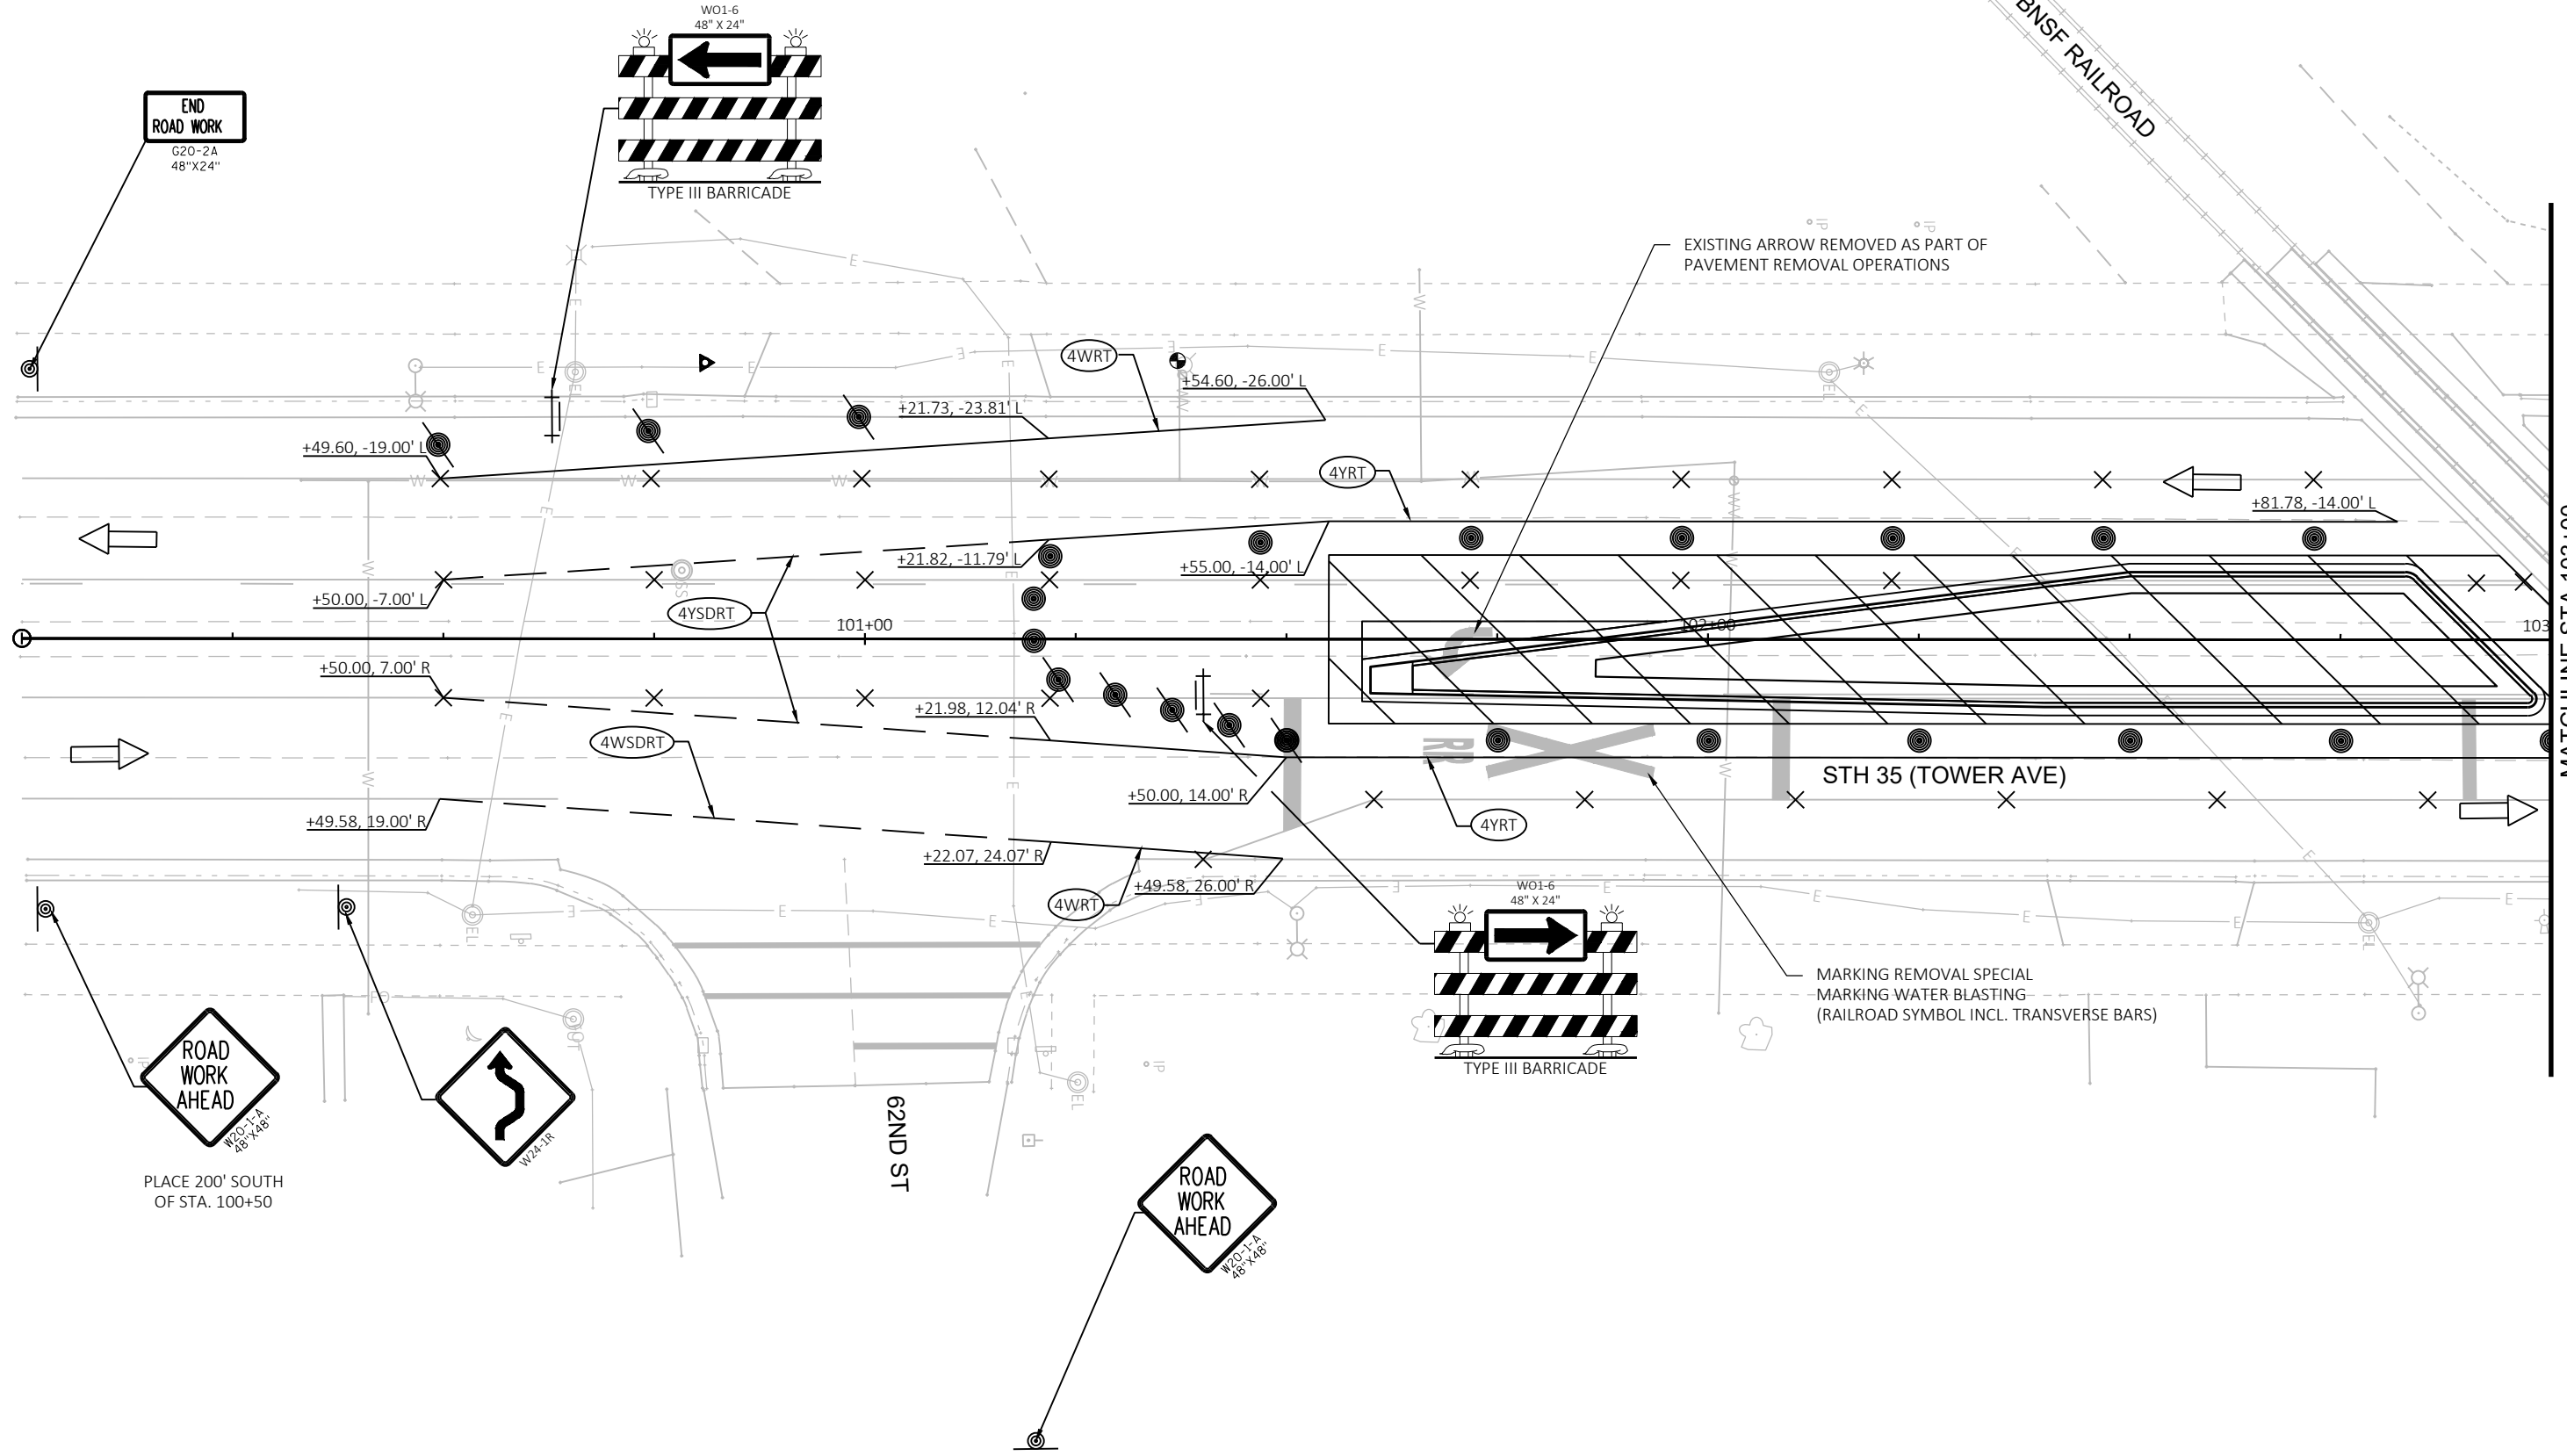 WO1-6
48" X 24"
TYPE III BARRICADE
END
ROAD WORK
G20-2A
48"X24"
BNSF RAILROAD
EXISTING ARROW REMOVED AS PART OF
PAVEMENT REMOVAL OPERATIONS
4WRT
+54.60, -26.00' L
+21.73, -23.81' L
+49.60, -19.00' L
4YRT
+81.78, -14.00' L
+21.82, -11.79' L
+55.00, -14.00' L
+50.00, -7.00' L
4YSDRT
101+00
102+00
103
+50.00, 7.00' R
+21.98, 12.04' R
4WSDRT
+50.00, 14.00' R
STH 35 (TOWER AVE)
+49.58, 19.00' R
4YRT
+22.07, 24.07' R
+49.58, 26.00' R
4WRT
RR
WO1-6
48" X 24"
TYPE III BARRICADE
MARKING REMOVAL SPECIAL
MARKING WATER BLASTING
(RAILROAD SYMBOL INCL. TRANSVERSE BARS)
ROAD
WORK
AHEAD
W20-1-A
48"X48"
PLACE 200' SOUTH
OF STA. 100+50
W24-1R
62ND ST
ROAD
WORK
AHEAD
W20-1-A
48"X48"